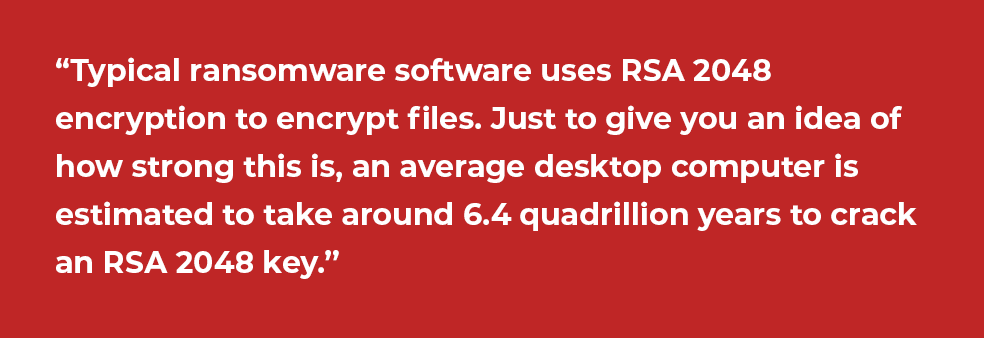 “Typical ransomware software uses RSA 2048
encryption to encrypt files. Just to give you an idea of
how strong this is, an average desktop computer is
estimated to take around 6.4 quadrillion years to crack
an RSA 2048 key.”